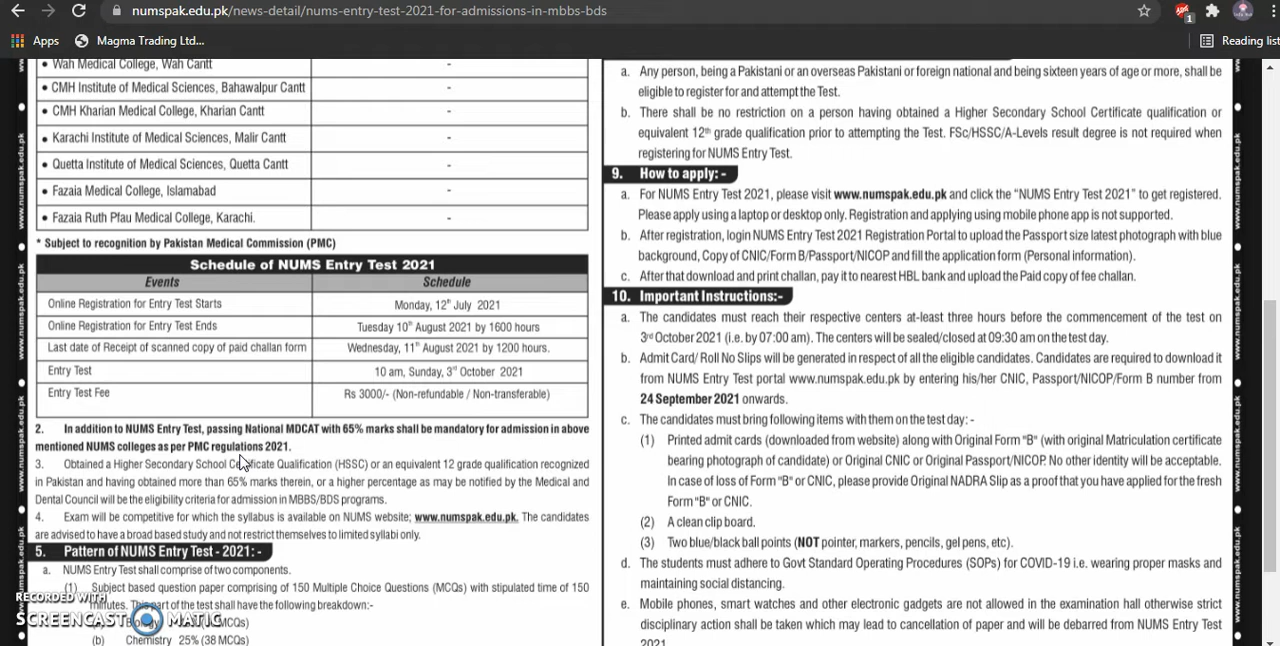 numspak.edu.pk/news-detail/nums-entry-test-2021-for-admissions-in-mbbs-bds
1
Apps
Magma Trading Ltd...
Reading list
• Wah Medical College, Wah Cantt -
• CMH Institute of Medical Sciences, Bahawalpur Cantt -
• CMH Kharian Medical College, Kharian Cantt -
• Karachi Institute of Medical Sciences, Malir Cantt -
• Quetta Institute of Medical Sciences, Quetta Cantt -
• Fazaia Medical College, Islamabad -
• Fazaia Ruth Pfau Medical College, Karachi. -
* Subject to recognition by Pakistan Medical Commission (PMC)
Schedule of NUMS Entry Test 2021
Events Schedule
Online Registration for Entry Test Starts Monday, 12th July 2021
Online Registration for Entry Test Ends Tuesday 10th August 2021 by 1600 hours
Last date of Receipt of scanned copy of paid challan form Wednesday, 11th August 2021 by 1200 hours.
Entry Test 10 am, Sunday, 3rd October 2021
Entry Test Fee Rs 3000/- (Non-refundable / Non-transferable)
2. In addition to NUMS Entry Test, passing National MDCAT with 65% marks shall be mandatory for admission in above
mentioned NUMS colleges as per PMC regulations 2021.
3. Obtained a Higher Secondary School Certificate Qualification (HSSC) or an equivalent 12 grade qualification recognized
in Pakistan and having obtained more than 65% marks therein, or a higher percentage as may be notified by the Medical and
Dental Council will be the eligibility criteria for admission in MBBS/BDS programs.
4. Exam will be competitive for which the syllabus is available on NUMS website; www.numspak.edu.pk. The candidates
are advised to have a broad based study and not restrict themselves to limited syllabi only.
5. Pattern of NUMS Entry Test - 2021: -
a. NUMS Entry Test shall comprise of two components.
(1) Subject based question paper comprising of 150 Multiple Choice Questions (MCQs) with stipulated time of 150
minutes. This part of the test shall have the following breakdown:-
MCQs)
(b) Chemistry 25% (38 MCQs)
a. Any person, being a Pakistani or an overseas Pakistani or foreign national and being sixteen years of age or more, shall be
eligible to register for and attempt the Test.
b. There shall be no restriction on a person having obtained a Higher Secondary School Certificate qualification or
equivalent 12th grade qualification prior to attempting the Test. FSc/HSSC/A-Levels result degree is not required when
registering for NUMS Entry Test.
9. How to apply: -
a. For NUMS Entry Test 2021, please visit www.numspak.edu.pk and click the “NUMS Entry Test 2021” to get registered.
Please apply using a laptop or desktop only. Registration and applying using mobile phone app is not supported.
b. After registration, login NUMS Entry Test 2021 Registration Portal to upload the Passport size latest photograph with blue
background, Copy of CNIC/Form B/Passport/NICOP and fill the application form (Personal information).
c. After that download and print challan, pay it to nearest HBL bank and upload the Paid copy of fee challan.
10. Important Instructions:-
a. The candidates must reach their respective centers at-least three hours before the commencement of the test on
3rd October 2021 (i.e. by 07:00 am). The centers will be sealed/closed at 09:30 am on the test day.
b. Admit Card/ Roll No Slips will be generated in respect of all the eligible candidates. Candidates are required to download it
from NUMS Entry Test portal www.numspak.edu.pk by entering his/her CNIC, Passport/NICOP/Form B number from
24 September 2021 onwards.
c. The candidates must bring following items with them on the test day: -
(1) Printed admit cards (downloaded from website) along with Original Form "B" (with original Matriculation certificate
bearing photograph of candidate) or Original CNIC or Original Passport/NICOP. No other identity will be acceptable.
In case of loss of Form "B" or CNIC, please provide Original NADRA Slip as a proof that you have applied for the fresh
Form "B" or CNIC.
(2) A clean clip board.
(3) Two blue/black ball points (NOT pointer, markers, pencils, gel pens, etc).
d. The students must adhere to Govt Standard Operating Procedures (SOPs) for COVID-19 i.e. wearing proper masks and
maintaining social distancing.
e. Mobile phones, smart watches and other electronic gadgets are not allowed in the examination hall otherwise strict
disciplinary action shall be taken which may lead to cancellation of paper and will be debarred from NUMS Entry Test
2021.
www.numspak.edu.pk
www.numspak.edu.pk
www.numspak.edu.pk
www.numspak.edu.pk
RECORDED WITH
SCREENCAST MATIC